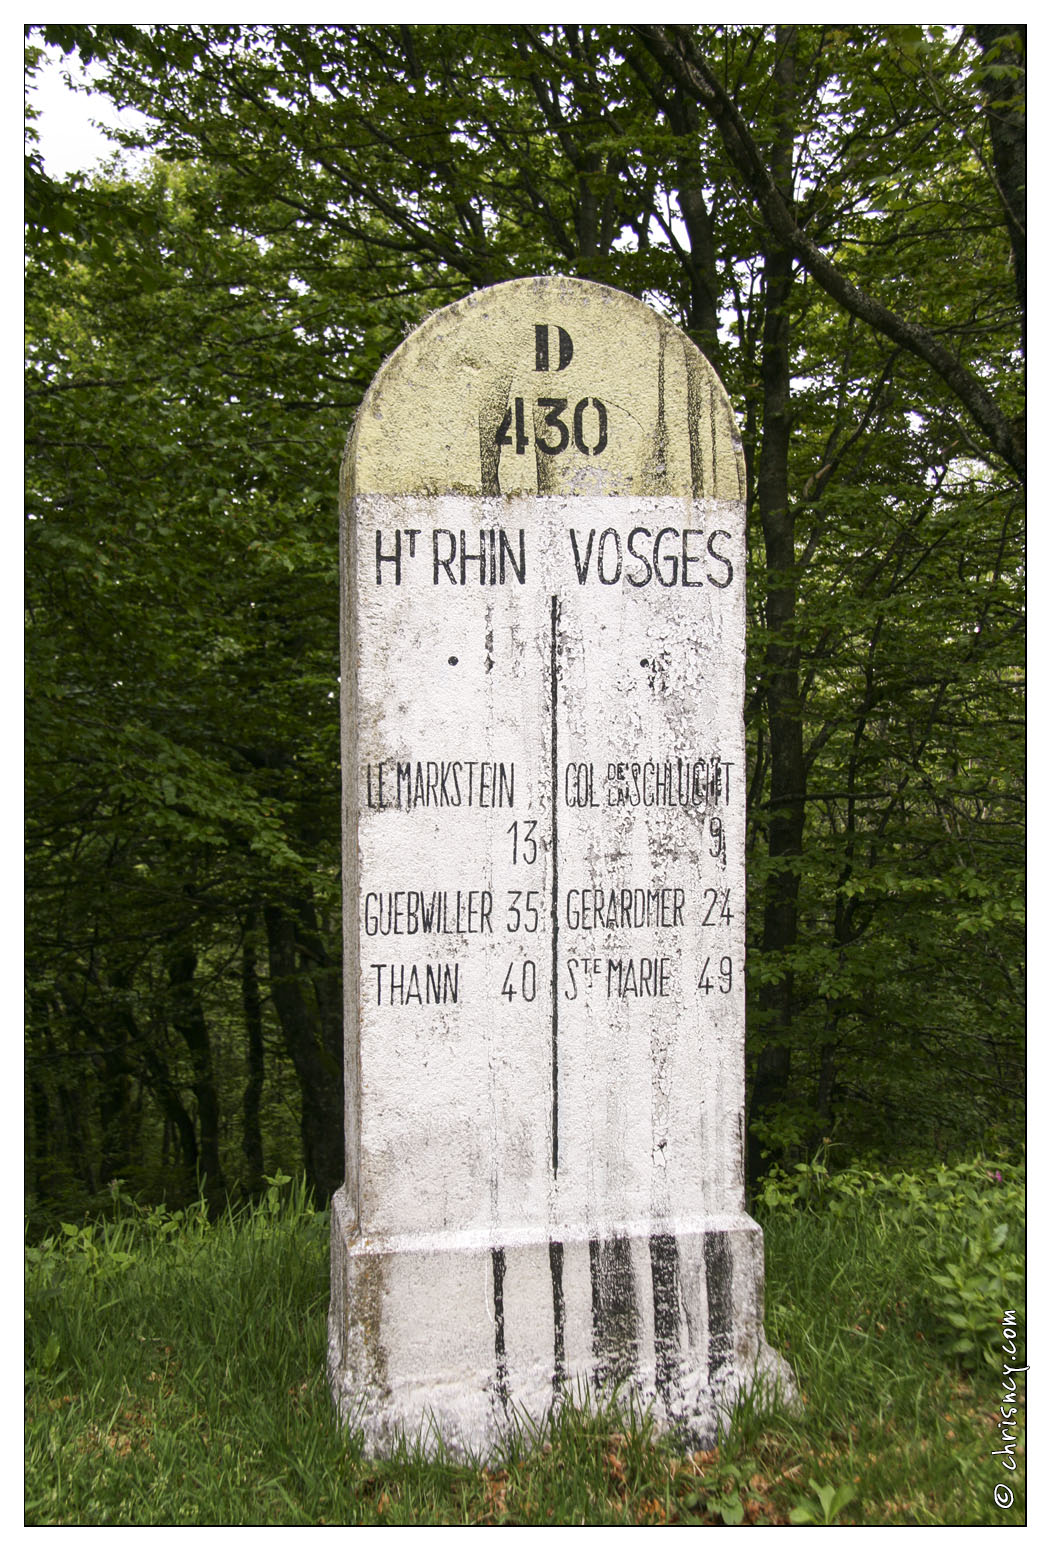 D
430
HT RHIN VOSGES
LE MARKSTEIN
13
GUEBWILLER 35
THANN 40
COL DE LA SCHLUCHT
9
GERARDMER 24
STE MARIE 49
© chrisncy.com